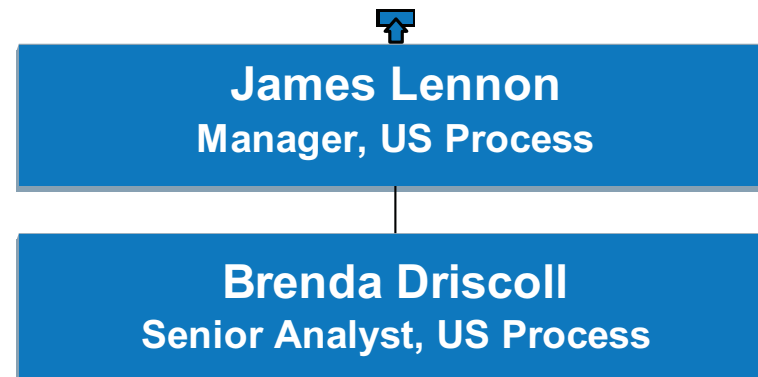 James Lennon
Manager, US Process
Brenda Driscoll
Senior Analyst, US Process